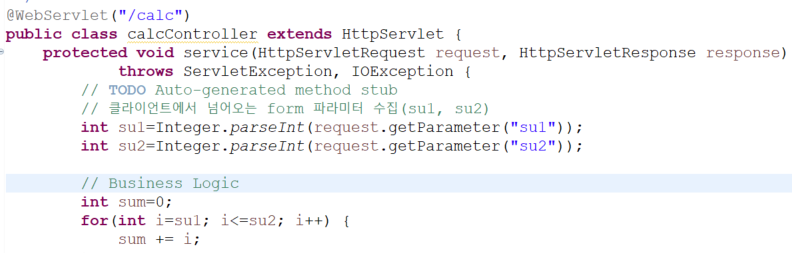 @WebServlet("/calc")
public class calcController extends HttpServlet {
    protected void service(HttpServletRequest request, HttpServletResponse response)
            throws ServletException, IOException {
        // TODO Auto-generated method stub
        // 클라이언트에서 넘어오는 form 파라미터 수집(su1, su2)
        int su1=Integer.parseInt(request.getParameter("su1"));
        int su2=Integer.parseInt(request.getParameter("su2"));
        // Business Logic
        int sum=0;
        for(int i=su1; i<=su2; i++) {
            sum += i;